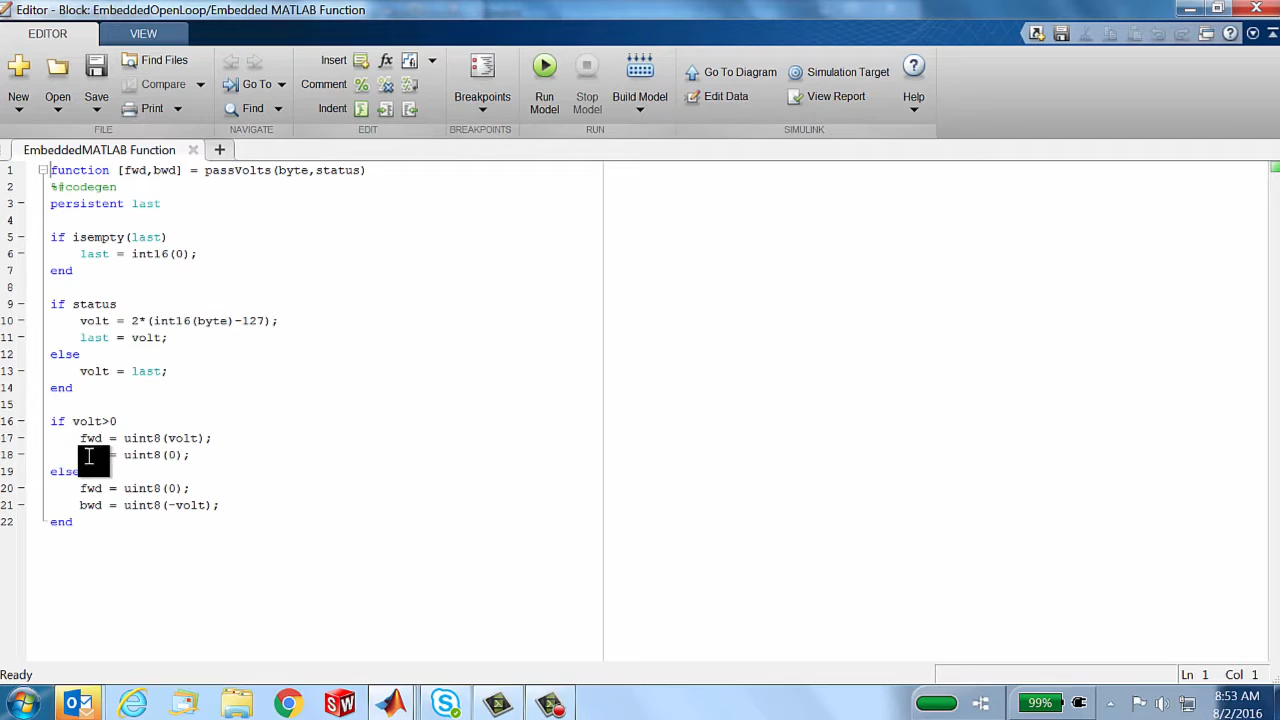 Editor - Block: EmbeddedOpenLoop/Embedded MATLAB Function
EDITOR VIEW
New Open Save Find Files Compare Print
FILE
Go To Find
NAVIGATE
Insert fx Comment % Indent
EDIT
Breakpoints
BREAKPOINTS
Run Model Stop Model Build Model
RUN
Go To Diagram Simulation Target
Edit Data View Report
Help
SIMULINK
EmbeddedMATLAB Function
1 function [fwd,bwd] = passVolts(byte,status)
2 %#codegen
3 persistent last
4
5 if isempty(last)
6 last = int16(0);
7 end
8
9 if status
10 volt = 2*(int16(byte)-127);
11 last = volt;
12 else
13 volt = last;
14 end
15
16 if volt>0
17 fwd = uint8(volt);
18 = uint8(0);
19 else
20 fwd = uint8(0);
21 bwd = uint8(-volt);
22 end
Ready Ln 1 Col 1
SW 99% 8:53 AM
8/2/2016